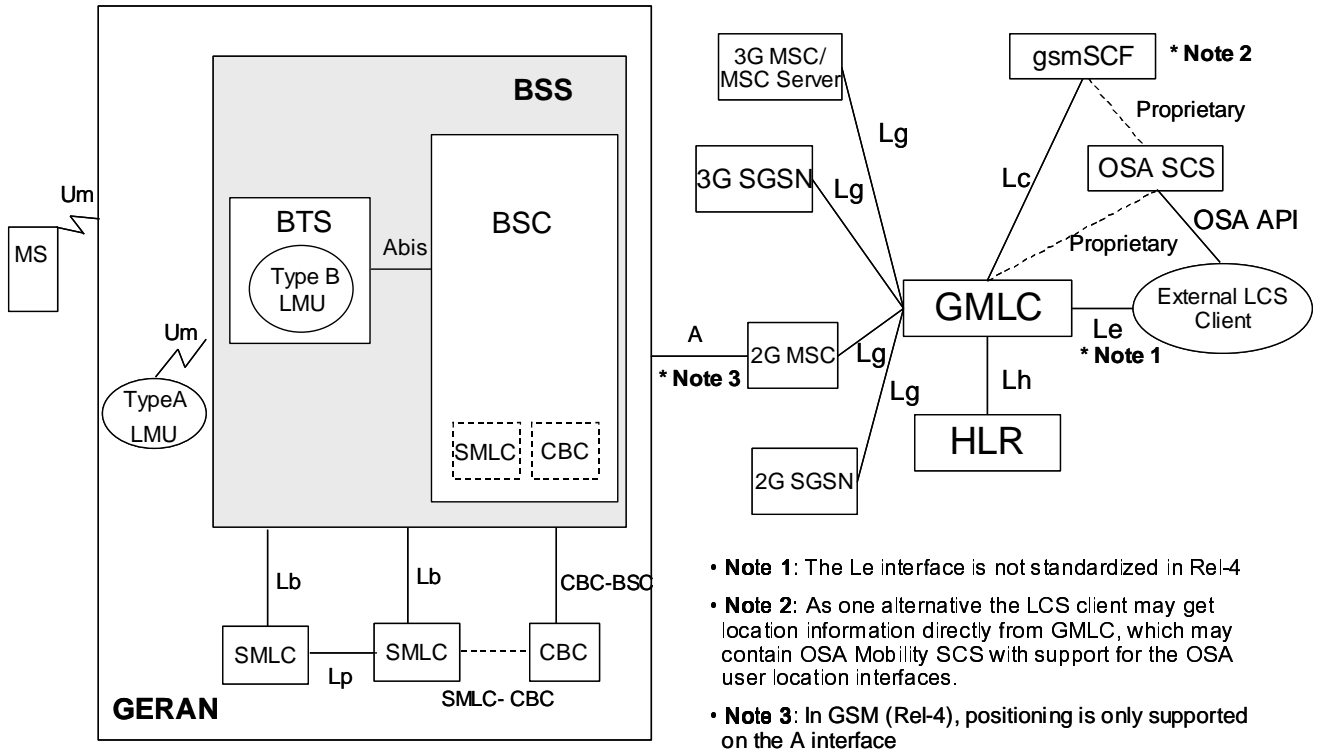 BSS
BSC
BTS
Type B
LMU
Abis
Um
MS
Um
TypeA
LMU
SMLC
CBC
Lb
Lb
CBC-BSC
SMLC
Lp
SMLC
SMLC- CBC
CBC
GERAN
A
* Note 3
3G MSC/
MSC Server
Lg
3G SGSN
Lg
2G MSC
Lg
Lg
2G SGSN
gsmSCF
* Note 2
Proprietary
Lc
OSA SCS
OSA API
Proprietary
GMLC
Le
* Note 1
External LCS
Client
Lh
HLR
• Note 1: The Le interface is not standardized in Rel-4
• Note 2: As one alternative the LCS client may get
location information directly from GMLC, which may
contain OSA Mobility SCS with support for the OSA
user location interfaces.
• Note 3: In GSM (Rel-4), positioning is only supported
on the A interface